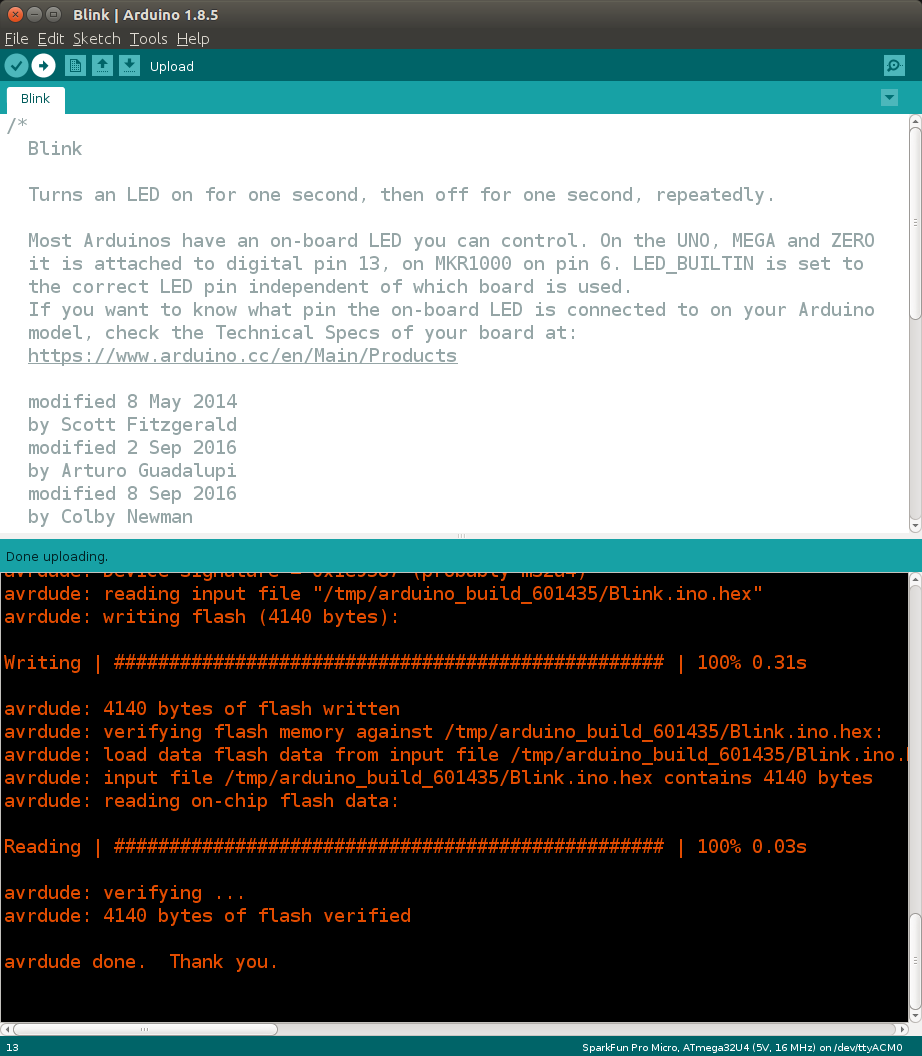 Blink | Arduino 1.8.5
File Edit Sketch Tools Help
Upload
Blink
/*
Blink
Turns an LED on for one second, then off for one second, repeatedly.
Most Arduinos have an on-board LED you can control. On the UNO, MEGA and ZERO
it is attached to digital pin 13, on MKR1000 on pin 6. LED_BUILTIN is set to
the correct LED pin independent of which board is used.
If you want to know what pin the on-board LED is connected to on your Arduino
model, check the Technical Specs of your board at:
https://www.arduino.cc/en/Main/Products
modified 8 May 2014
by Scott Fitzgerald
modified 2 Sep 2016
by Arturo Guadalupi
modified 8 Sep 2016
by Colby Newman
Done uploading.
avrdude: Device signature = 0x1e9587 (probably m32u4)
avrdude: reading input file "/tmp/arduino_build_601435/Blink.ino.hex"
avrdude: writing flash (4140 bytes):
Writing | ################################################## | 100% 0.31s
avrdude: 4140 bytes of flash written
avrdude: verifying flash memory against /tmp/arduino_build_601435/Blink.ino.hex:
avrdude: load data flash data from input file /tmp/arduino_build_601435/Blink.ino.
avrdude: input file /tmp/arduino_build_601435/Blink.ino.hex contains 4140 bytes
avrdude: reading on-chip flash data:
Reading | ################################################## | 100% 0.03s
avrdude: verifying ...
avrdude: 4140 bytes of flash verified
avrdude done.  Thank you.
13
SparkFun Pro Micro, ATmega32U4 (5V, 16 MHz) on /dev/ttyACM0